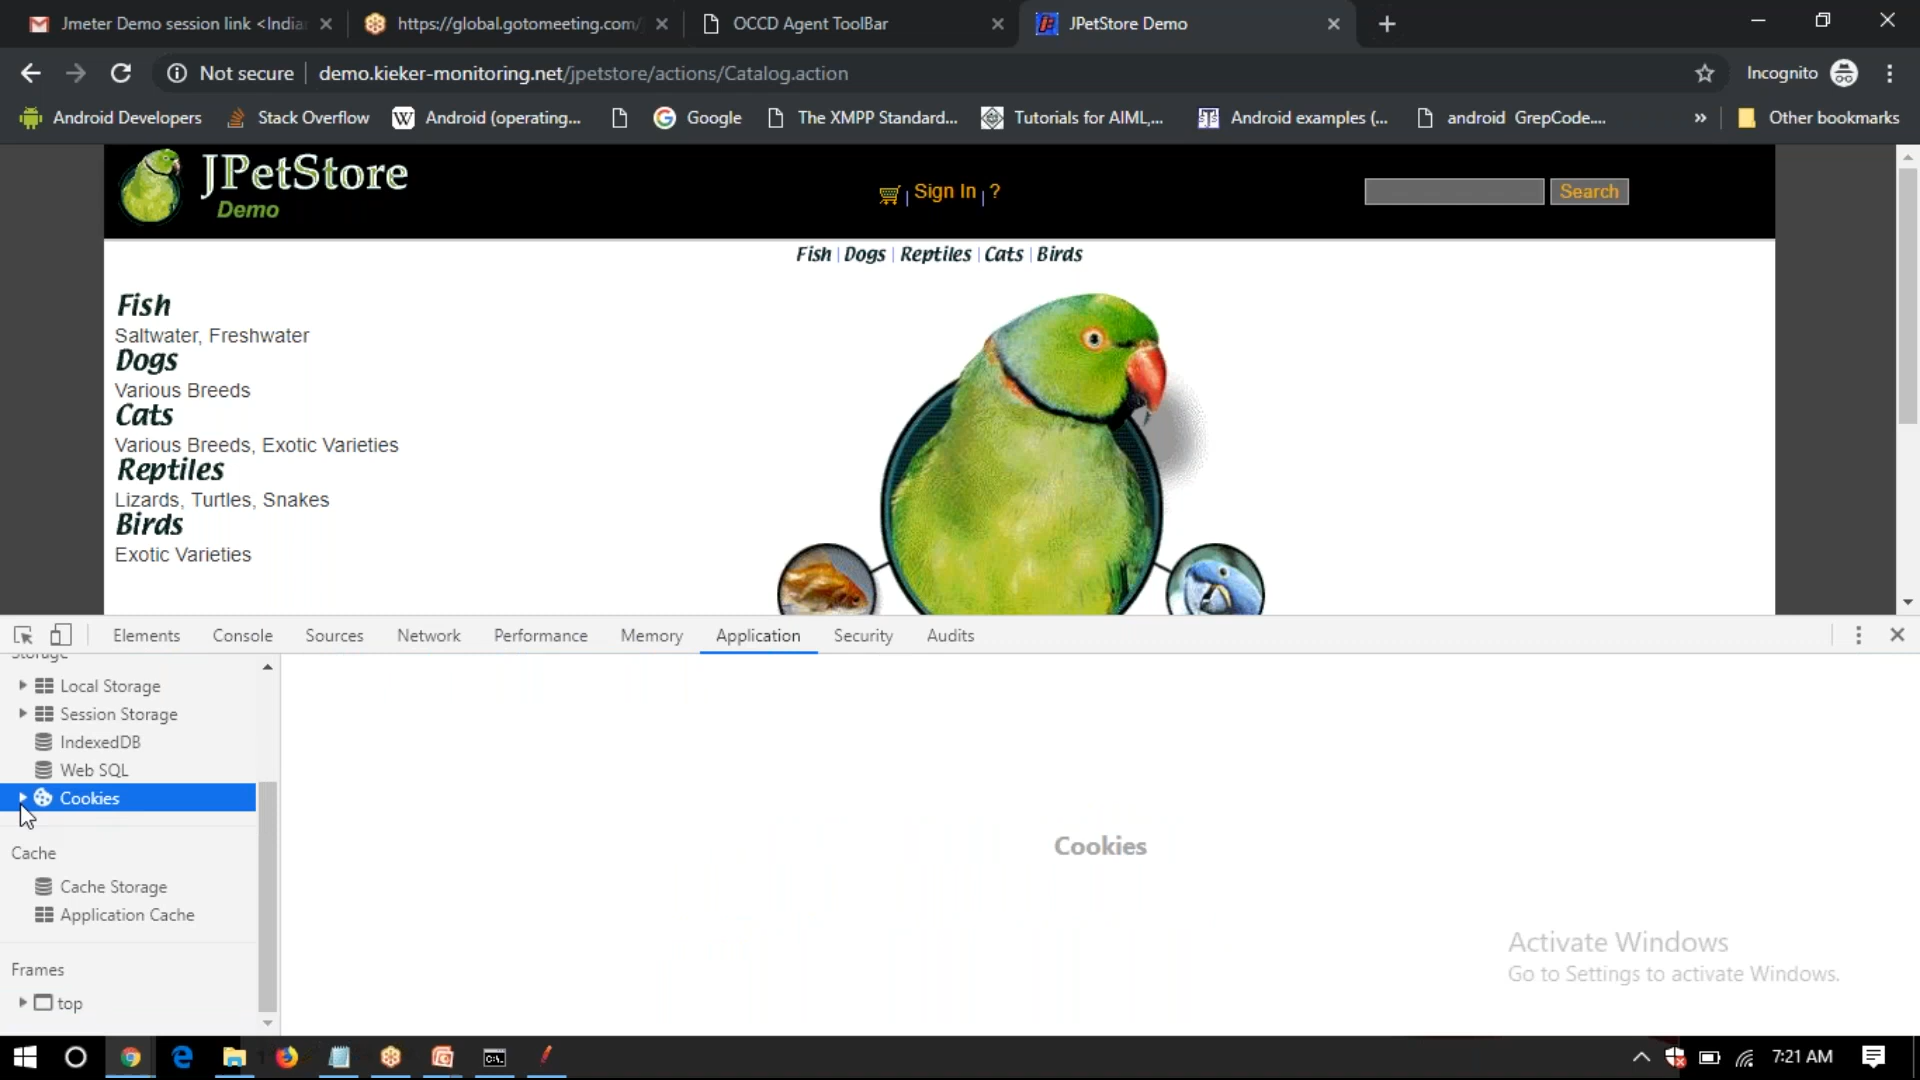 Jmeter Demo session link <India
https://global.gotomeeting.com/
OCCD Agent ToolBar
JPetStore Demo
Not secure
demo.kieker-monitoring.net/jpetstore/actions/Catalog.action
Incognito
Android Developers
Stack Overflow
Android (operating...
Google
The XMPP Standard...
Tutorials for AIML,...
Android examples (...
android GrepCode....
»
Other bookmarks
JPetStore
Demo
| Sign In | ?
Search
Fish | Dogs | Reptiles | Cats | Birds
Fish
Saltwater, Freshwater
Dogs
Various Breeds
Cats
Various Breeds, Exotic Varieties
Reptiles
Lizards, Turtles, Snakes
Birds
Exotic Varieties
Elements Console Sources Network Performance Memory Application Security Audits
Storage
Local Storage
Session Storage
IndexedDB
Web SQL
Cookies
Cache
Cache Storage
Application Cache
Frames
top
Cookies
Activate Windows
Go to Settings to activate Windows.
7:21 AM